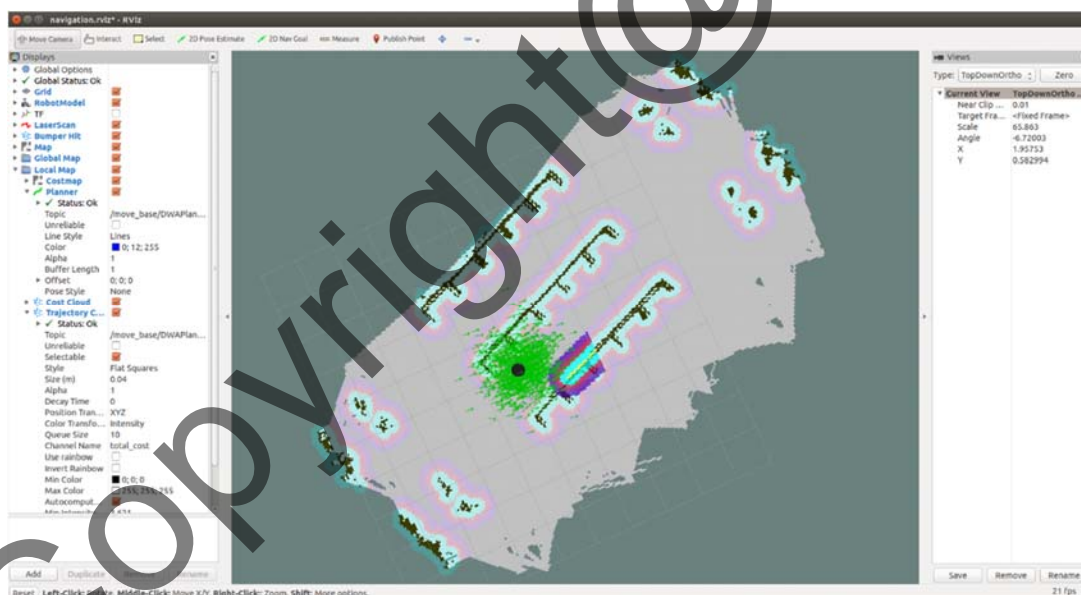 navigation.rviz* - RViz
Move Camera Interact Select 2D Pose Estimate 2D Nav Goal Measure Publish Point
Displays
Global Options
Global Status: Ok
Grid
RobotModel
TF
LaserScan
Bumper Hit
Map
Global Map
Local Map
Costmap
Planner
Status: Ok
Topic /move_base/DWAPlan...
Unreliable
Line Style Lines
Color 0; 12; 255
Alpha 1
Buffer Length 1
Offset 0; 0; 0
Pose Style None
Cost Cloud
Trajectory C...
Status: Ok
Topic /move_base/DWAPlan...
Unreliable
Selectable
Style Flat Squares
Size (m) 0.04
Alpha 1
Decay Time 0
Position Tran... XYZ
Color Transfo... Intensity
Queue Size 10
Channel Name total_cost
Use rainbow
Invert Rainbow
Min Color 0; 0; 0
Max Color 255; 255; 255
Autocomput...
Add Duplicate Rename
Reset Left-Click: Rotate. Middle-Click: Move X/Y. Right-Click: Zoom. Shift: More options.
Views
Type: TopDownOrtho Zero
Current View TopDownOrtho ...
Near Clip ... 0.01
Target Fra... <Fixed Frame>
Scale 65.863
Angle -6.72003
X 1.95753
Y 0.582994
Save Remove Rename
21 fps
Copyright@